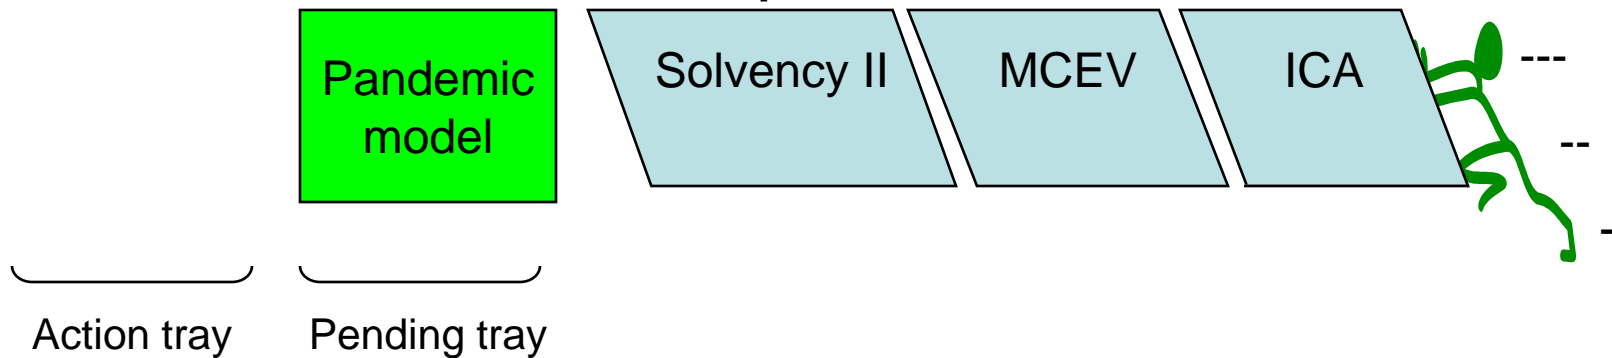 Pandemic
model
Solvency II
MCEV
ICA
---
--
-
Action tray
Pending tray